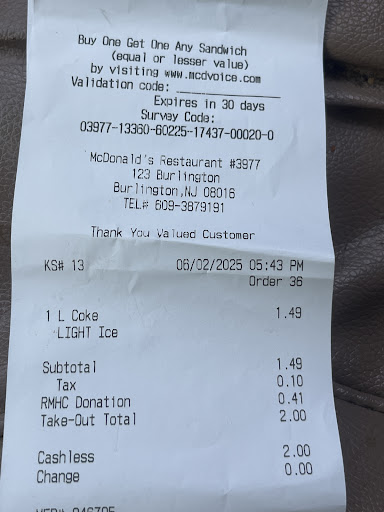 Buy One Get One Any Sandwich
(equal or lesser value)
by visiting www.mcdvoice.com
Validation code: _______________
Expires in 30 days
Survey Code:
03977-13360-60225-17437-00020-0
McDonald's Restaurant #3977
123 Burlington
Burlington,NJ 08016
TEL# 609-3879191
Thank You Valued Customer
KS# 13 06/02/2025 05:43 PM
Order 36
1 L Coke 1.49
LIGHT Ice
Subtotal 1.49
Tax 0.10
RMHC Donation 0.41
Take-Out Total 2.00
Cashless 2.00
Change 0.00